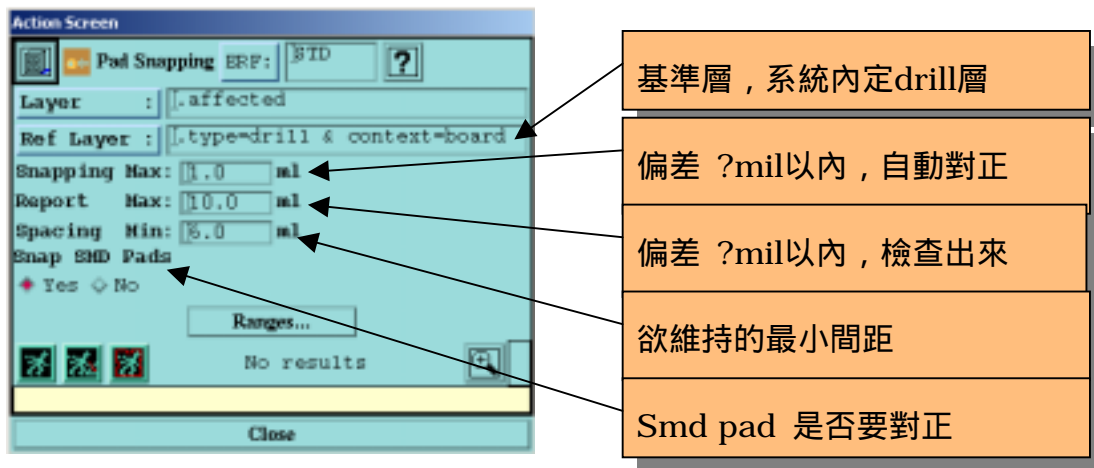 Action Screen
Pad Snapping ERF: STD ?
Layer : .affected
Ref Layer : .type=drill & context=board
Snapping Max: 1.0 ml
Report Max: 10.0 ml
Spacing Min: 6.0 ml
Snap SMD Pads
Yes No
Ranges...
No results
Close
基準層，系統內定drill層
偏差 ?mil以內，自動對正
偏差 ?mil以內，檢查出來
欲維持的最小間距
Smd pad 是否要對正